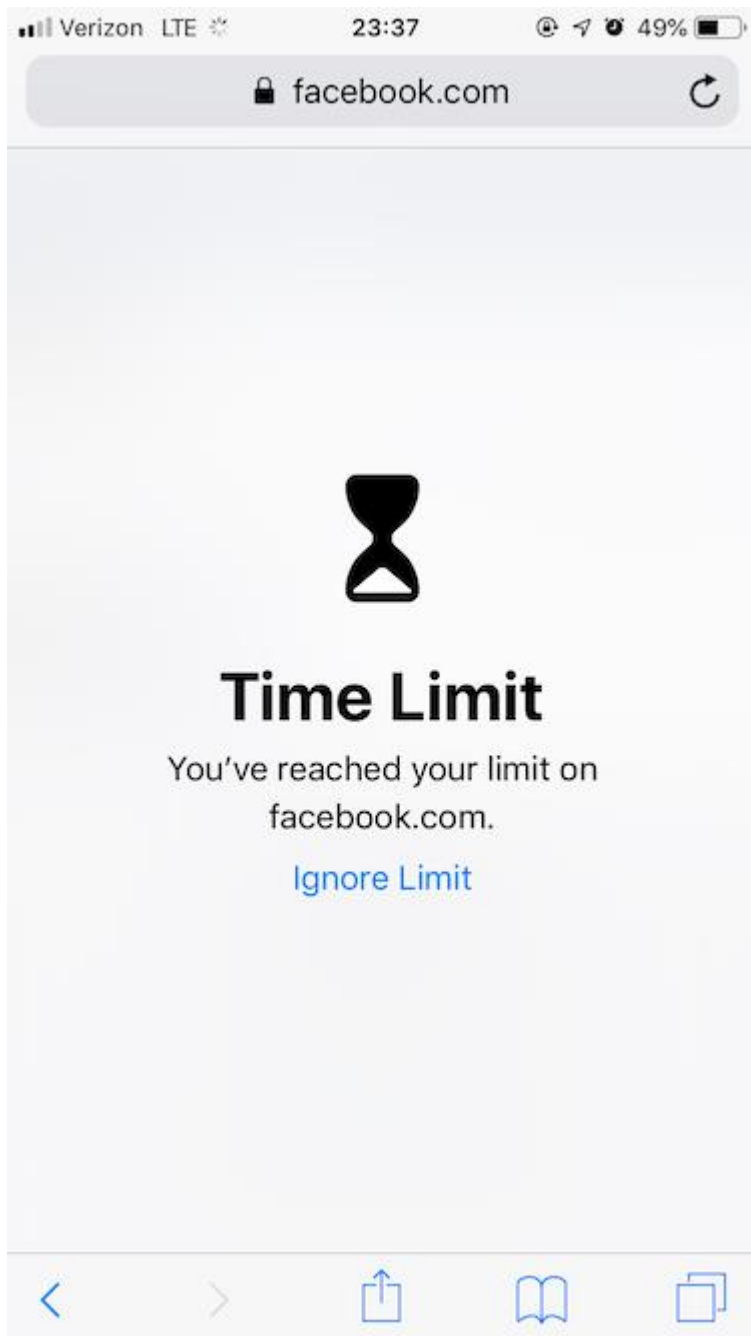 Verizon LTE 23:37 49%
facebook.com
Time Limit
You've reached your limit on
facebook.com.
Ignore Limit